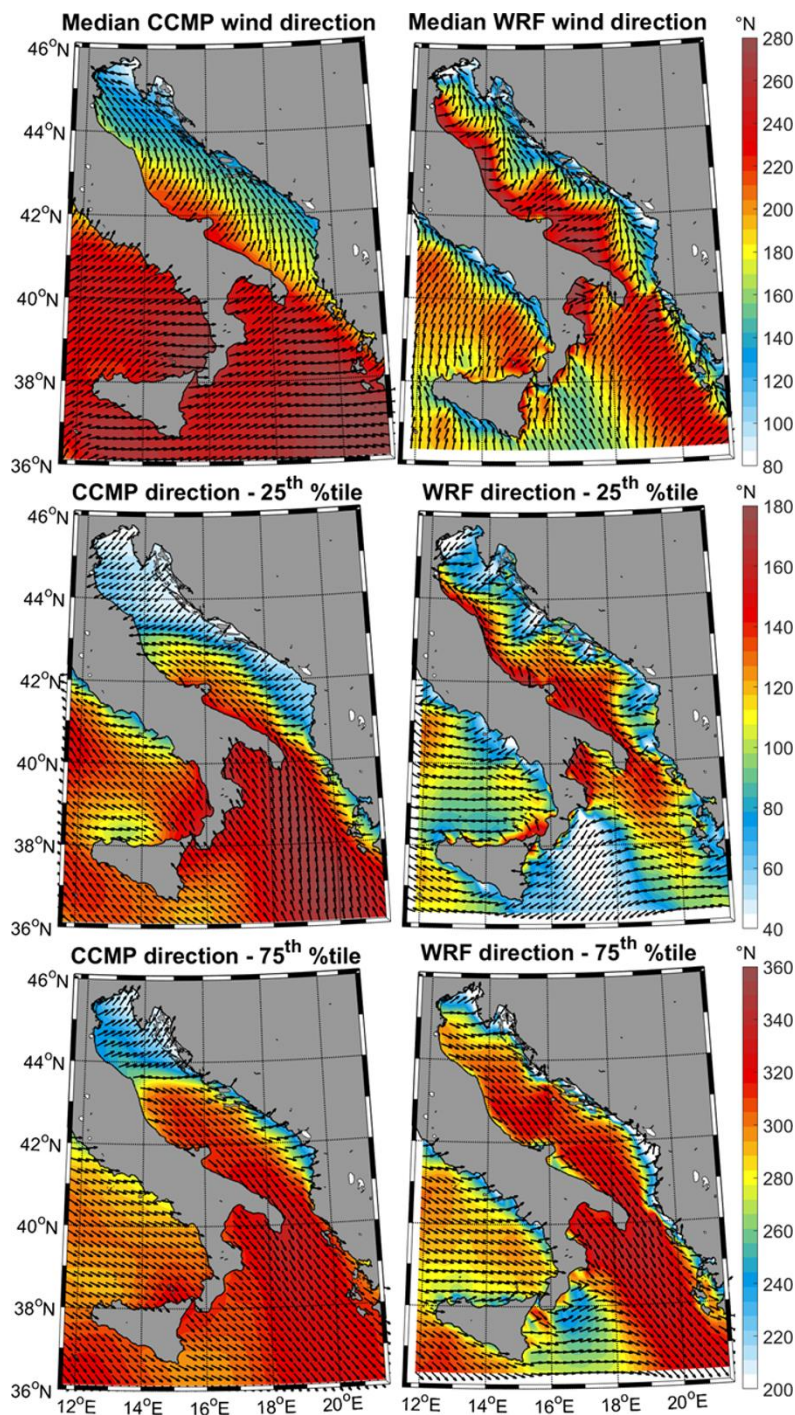 Median CCMP wind direction
Median WRF wind direction
46°N
44°N
42°N
40°N
38°N
36°N
°N
280
260
240
220
200
180
160
140
120
100
80
CCMP direction - 25th %tile
WRF direction - 25th %tile
46°N
44°N
42°N
40°N
38°N
36°N
°N
180
160
140
120
100
80
60
40
CCMP direction - 75th %tile
WRF direction - 75th %tile
46°N
44°N
42°N
40°N
38°N
36°N
12°E 14°E 16°E 18°E 20°E
12°E 14°E 16°E 18°E 20°E
°N
360
340
320
300
280
260
240
220
200